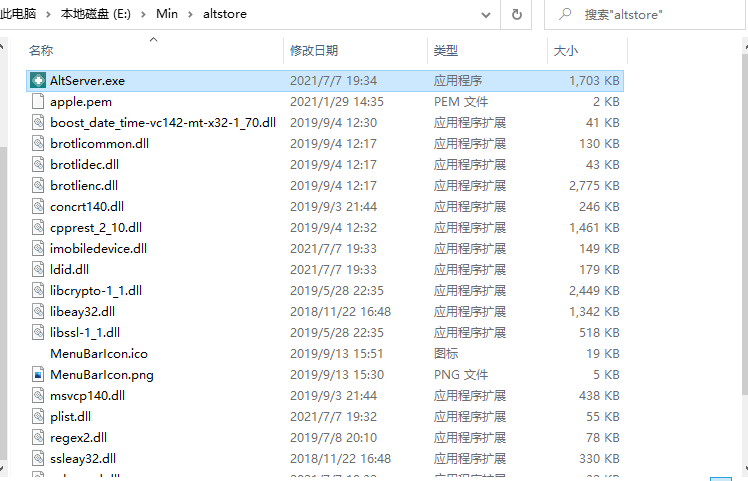 此电脑 › 本地磁盘 (E:) › Min › altstore 搜索"altstore"
名称 修改日期 类型 大小
AltServer.exe 2021/7/7 19:34 应用程序 1,703 KB
apple.pem 2021/1/29 14:35 PEM 文件 2 KB
boost_date_time-vc142-mt-x32-1_70.dll 2019/9/4 12:30 应用程序扩展 41 KB
brotlicommon.dll 2019/9/4 12:17 应用程序扩展 130 KB
brotlidec.dll 2019/9/4 12:17 应用程序扩展 43 KB
brotlienc.dll 2019/9/4 12:17 应用程序扩展 2,775 KB
concrt140.dll 2019/9/3 21:44 应用程序扩展 246 KB
cpprest_2_10.dll 2019/9/4 12:32 应用程序扩展 1,461 KB
imobiledevice.dll 2021/7/7 19:33 应用程序扩展 149 KB
ldid.dll 2021/7/7 19:33 应用程序扩展 179 KB
libcrypto-1_1.dll 2019/5/28 22:35 应用程序扩展 2,449 KB
libeay32.dll 2018/11/22 16:48 应用程序扩展 1,342 KB
libssl-1_1.dll 2019/5/28 22:35 应用程序扩展 518 KB
MenuBarIcon.ico 2019/9/13 15:51 图标 19 KB
MenuBarIcon.png 2019/9/13 15:30 PNG 文件 5 KB
msvcp140.dll 2019/9/3 21:44 应用程序扩展 438 KB
plist.dll 2021/7/7 19:32 应用程序扩展 55 KB
regex2.dll 2019/7/8 20:10 应用程序扩展 78 KB
ssleay32.dll 2018/11/22 16:48 应用程序扩展 330 KB